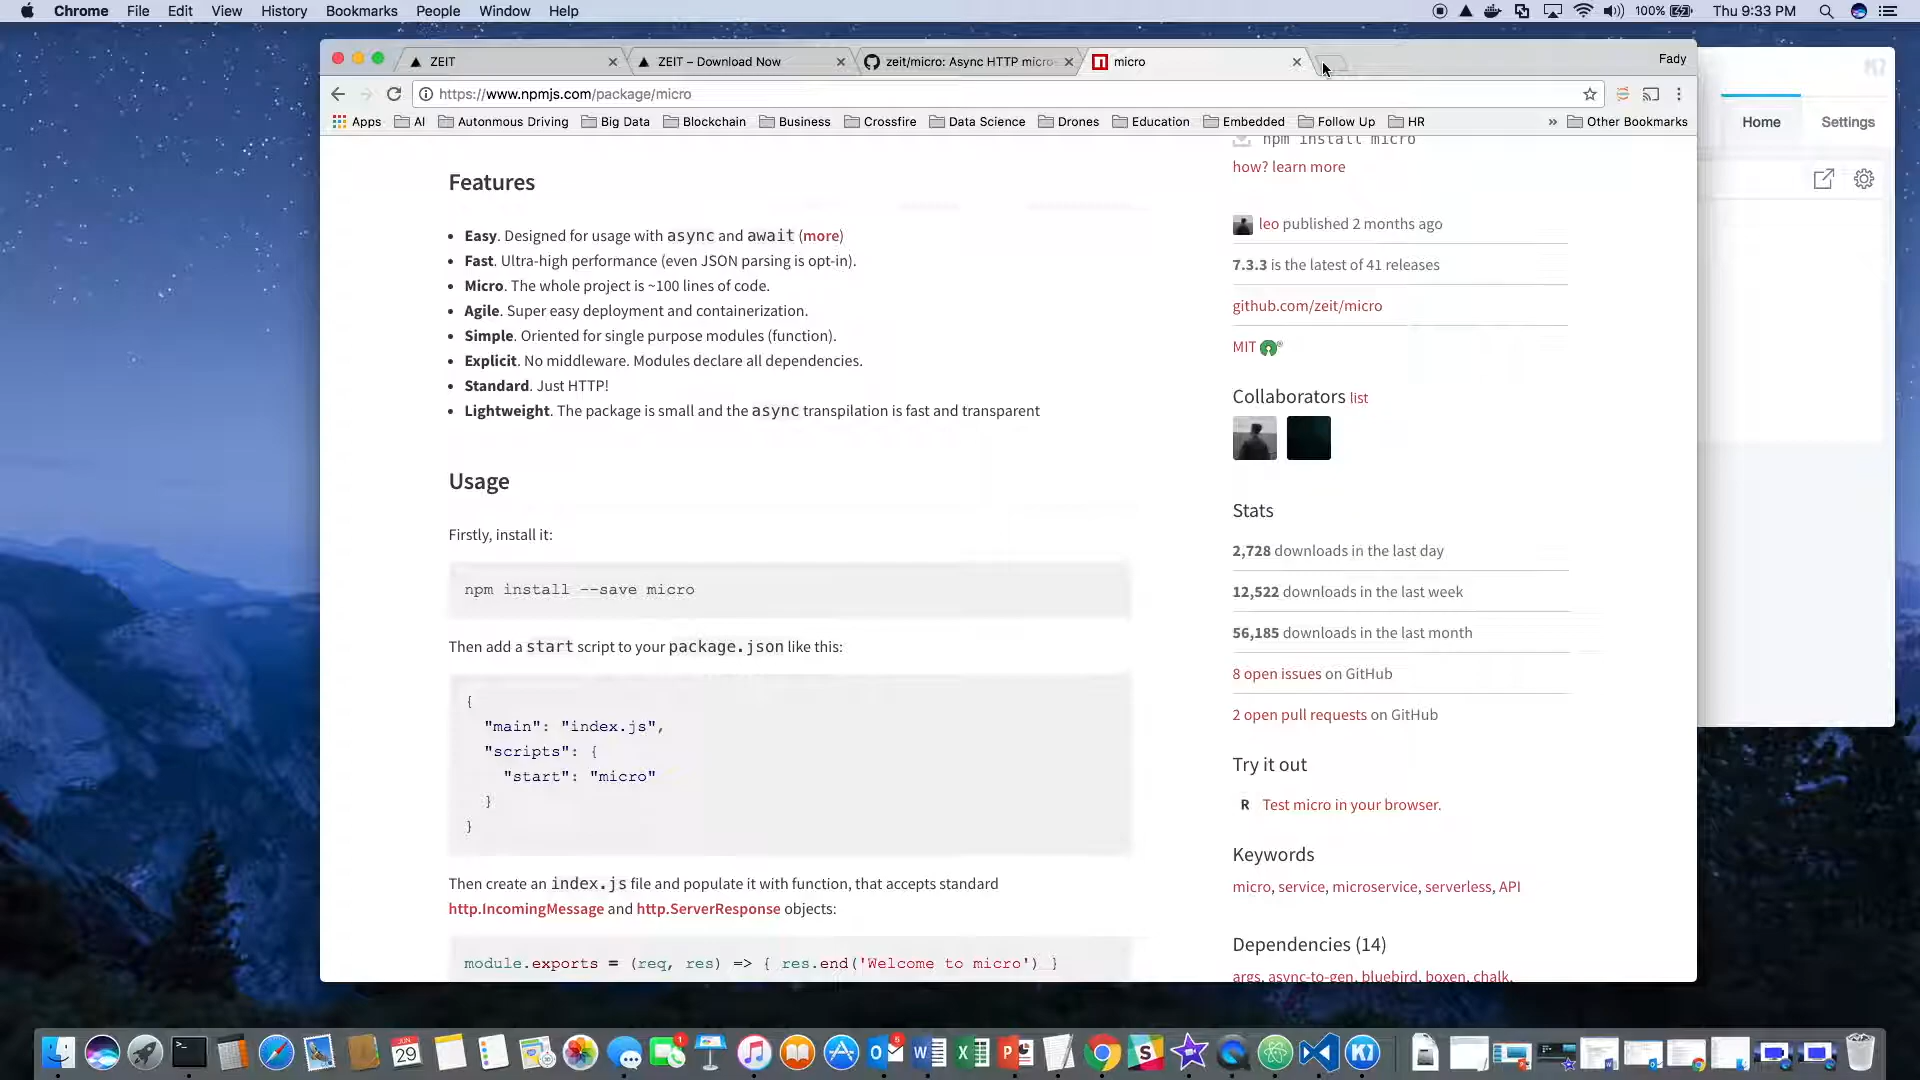 Chrome File Edit View History Bookmarks People Window Help 100% Thu 9:33 PM
ZEIT ZEIT – Download Now zeit/micro: Async HTTP micro micro Fady
https://www.npmjs.com/package/micro
Apps AI Autonmous Driving Big Data Blockchain Business Crossfire Data Science Drones Education Embedded Follow Up HR » Other Bookmarks
Home Settings
npm install micro
how? learn more
Features
Easy. Designed for usage with async and await (more)
Fast. Ultra-high performance (even JSON parsing is opt-in).
Micro. The whole project is ~100 lines of code.
Agile. Super easy deployment and containerization.
Simple. Oriented for single purpose modules (function).
Explicit. No middleware. Modules declare all dependencies.
Standard. Just HTTP!
Lightweight. The package is small and the async transpilation is fast and transparent
Usage
Firstly, install it:
npm install --save micro
Then add a start script to your package.json like this:
{
"main": "index.js",
"scripts": {
"start": "micro"
}
}
Then create an index.js file and populate it with function, that accepts standard
http.IncomingMessage and http.ServerResponse objects:
module.exports = (req, res) => { res.end('Welcome to micro') }
leo published 2 months ago
7.3.3 is the latest of 41 releases
github.com/zeit/micro
MIT
Collaborators list
Stats
2,728 downloads in the last day
12,522 downloads in the last week
56,185 downloads in the last month
8 open issues on GitHub
2 open pull requests on GitHub
Try it out
R Test micro in your browser.
Keywords
micro, service, microservice, serverless, API
Dependencies (14)
args, async-to-gen, bluebird, boxen, chalk,
JUN
29